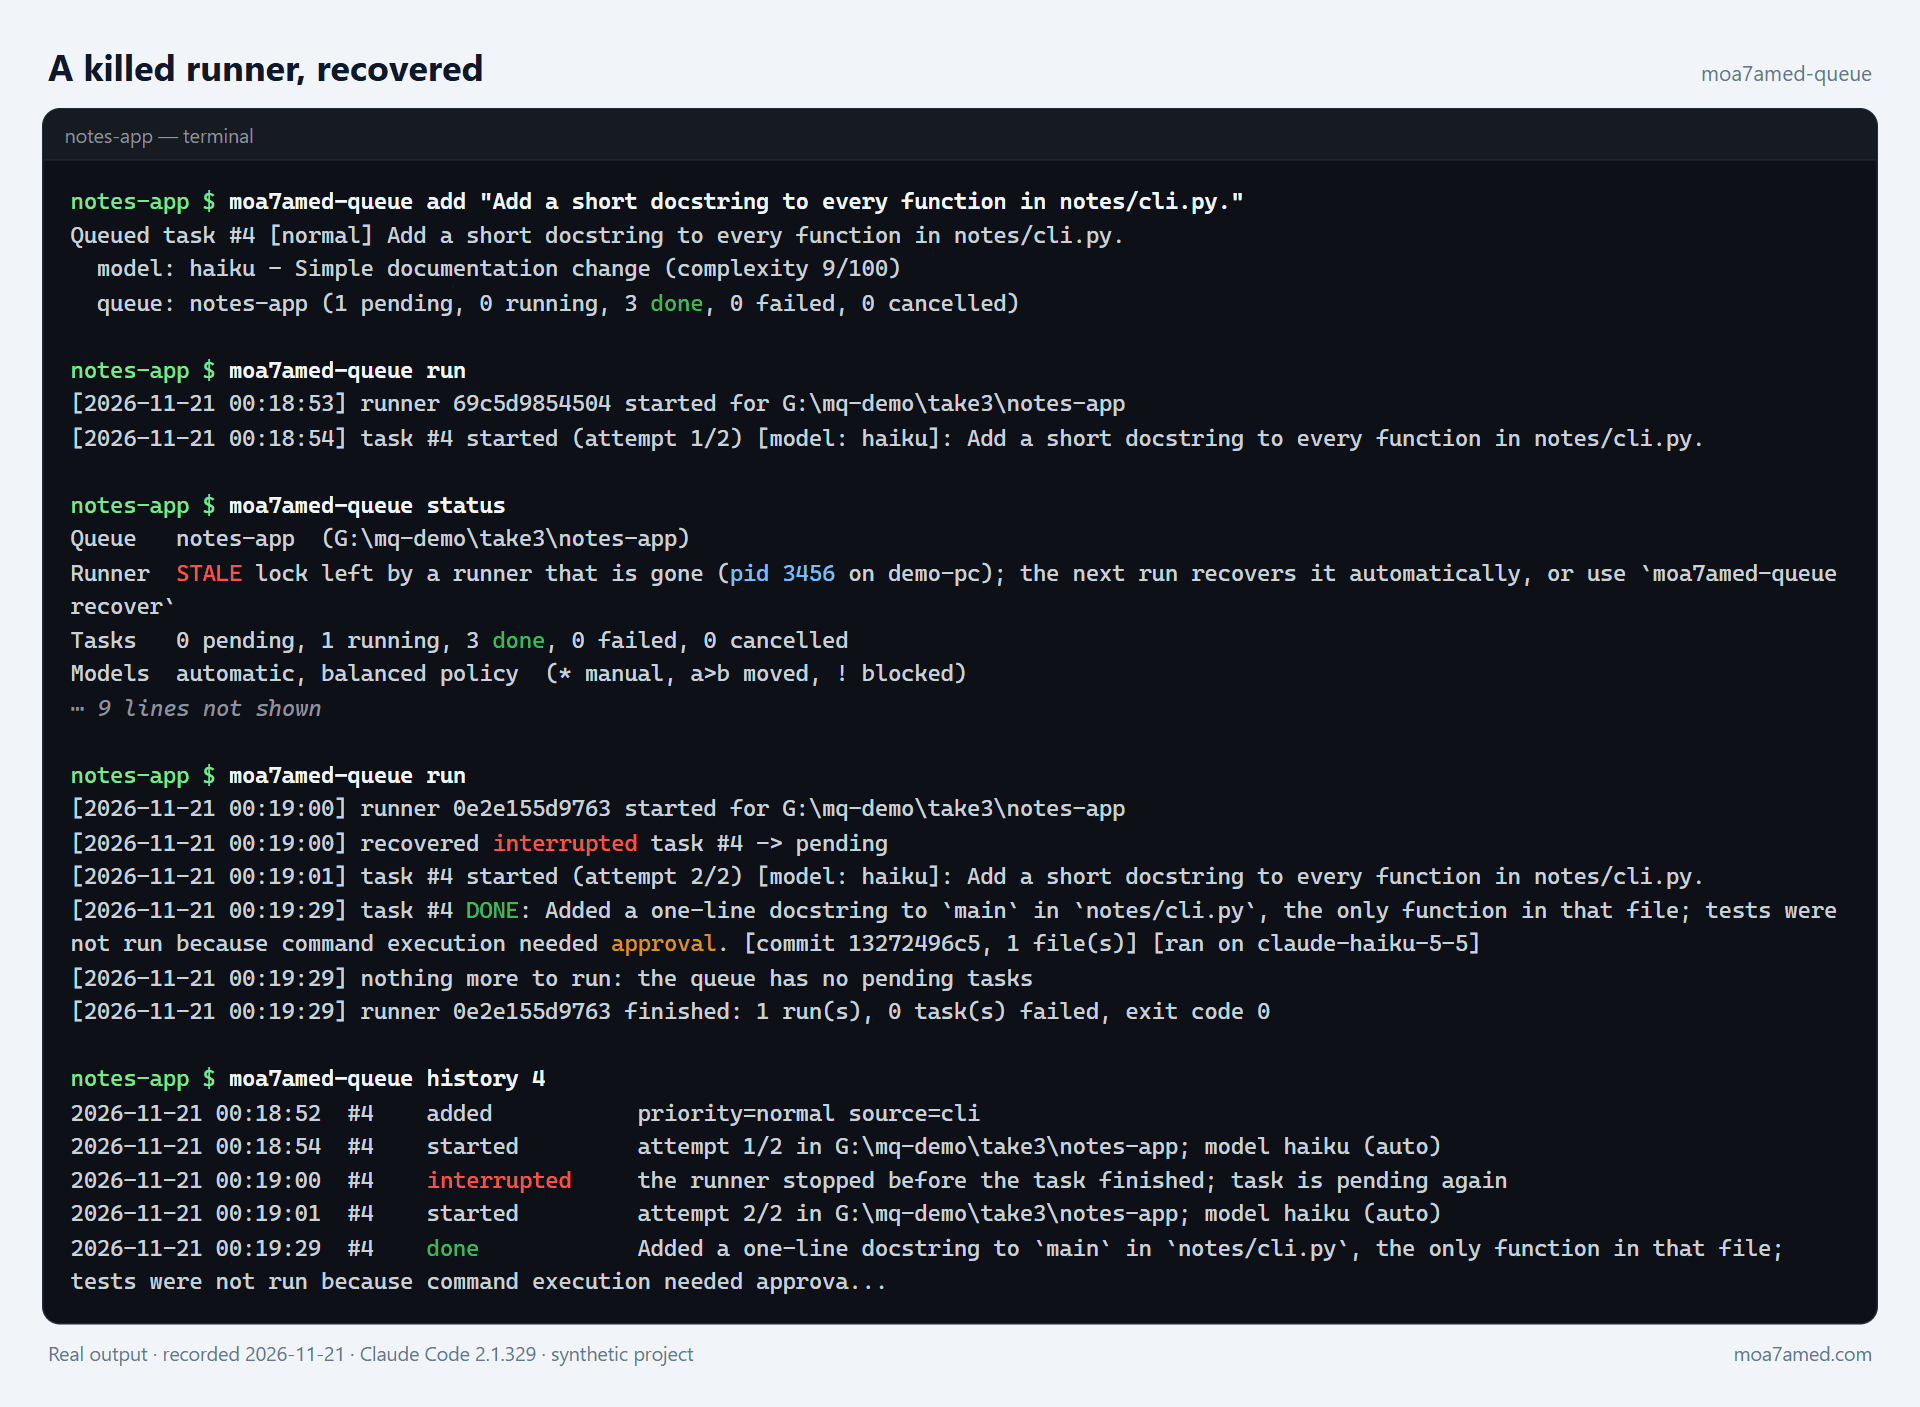 A killed runner, recovered
moa7amed-queue
notes-app — terminal
notes-app $ moa7amed-queue add "Add a short docstring to every function in notes/cli.py."
Queued task #4 [normal] Add a short docstring to every function in notes/cli.py.
  model: haiku - Simple documentation change (complexity 9/100)
  queue: notes-app (1 pending, 0 running, 3 done, 0 failed, 0 cancelled)
notes-app $ moa7amed-queue run
[2026-11-21 00:18:53] runner 69c5d9854504 started for G:\mq-demo\take3\notes-app
[2026-11-21 00:18:54] task #4 started (attempt 1/2) [model: haiku]: Add a short docstring to every function in notes/cli.py.
notes-app $ moa7amed-queue status
Queue   notes-app  (G:\mq-demo\take3\notes-app)
Runner  STALE lock left by a runner that is gone (pid 3456 on demo-pc); the next run recovers it automatically, or use `moa7amed-queue
recover`
Tasks   0 pending, 1 running, 3 done, 0 failed, 0 cancelled
Models  automatic, balanced policy  (* manual, a>b moved, ! blocked)
⋯ 9 lines not shown
notes-app $ moa7amed-queue run
[2026-11-21 00:19:00] runner 0e2e155d9763 started for G:\mq-demo\take3\notes-app
[2026-11-21 00:19:00] recovered interrupted task #4 -> pending
[2026-11-21 00:19:01] task #4 started (attempt 2/2) [model: haiku]: Add a short docstring to every function in notes/cli.py.
[2026-11-21 00:19:29] task #4 DONE: Added a one-line docstring to `main` in `notes/cli.py`, the only function in that file; tests were
not run because command execution needed approval. [commit 13272496c5, 1 file(s)] [ran on claude-haiku-5-5]
[2026-11-21 00:19:29] nothing more to run: the queue has no pending tasks
[2026-11-21 00:19:29] runner 0e2e155d9763 finished: 1 run(s), 0 task(s) failed, exit code 0
notes-app $ moa7amed-queue history 4
2026-11-21 00:18:52  #4    added           priority=normal source=cli
2026-11-21 00:18:54  #4    started         attempt 1/2 in G:\mq-demo\take3\notes-app; model haiku (auto)
2026-11-21 00:19:00  #4    interrupted     the runner stopped before the task finished; task is pending again
2026-11-21 00:19:01  #4    started         attempt 2/2 in G:\mq-demo\take3\notes-app; model haiku (auto)
2026-11-21 00:19:29  #4    done            Added a one-line docstring to `main` in `notes/cli.py`, the only function in that file;
tests were not run because command execution needed approva...
Real output · recorded 2026-11-21 · Claude Code 2.1.329 · synthetic project
moa7amed.com